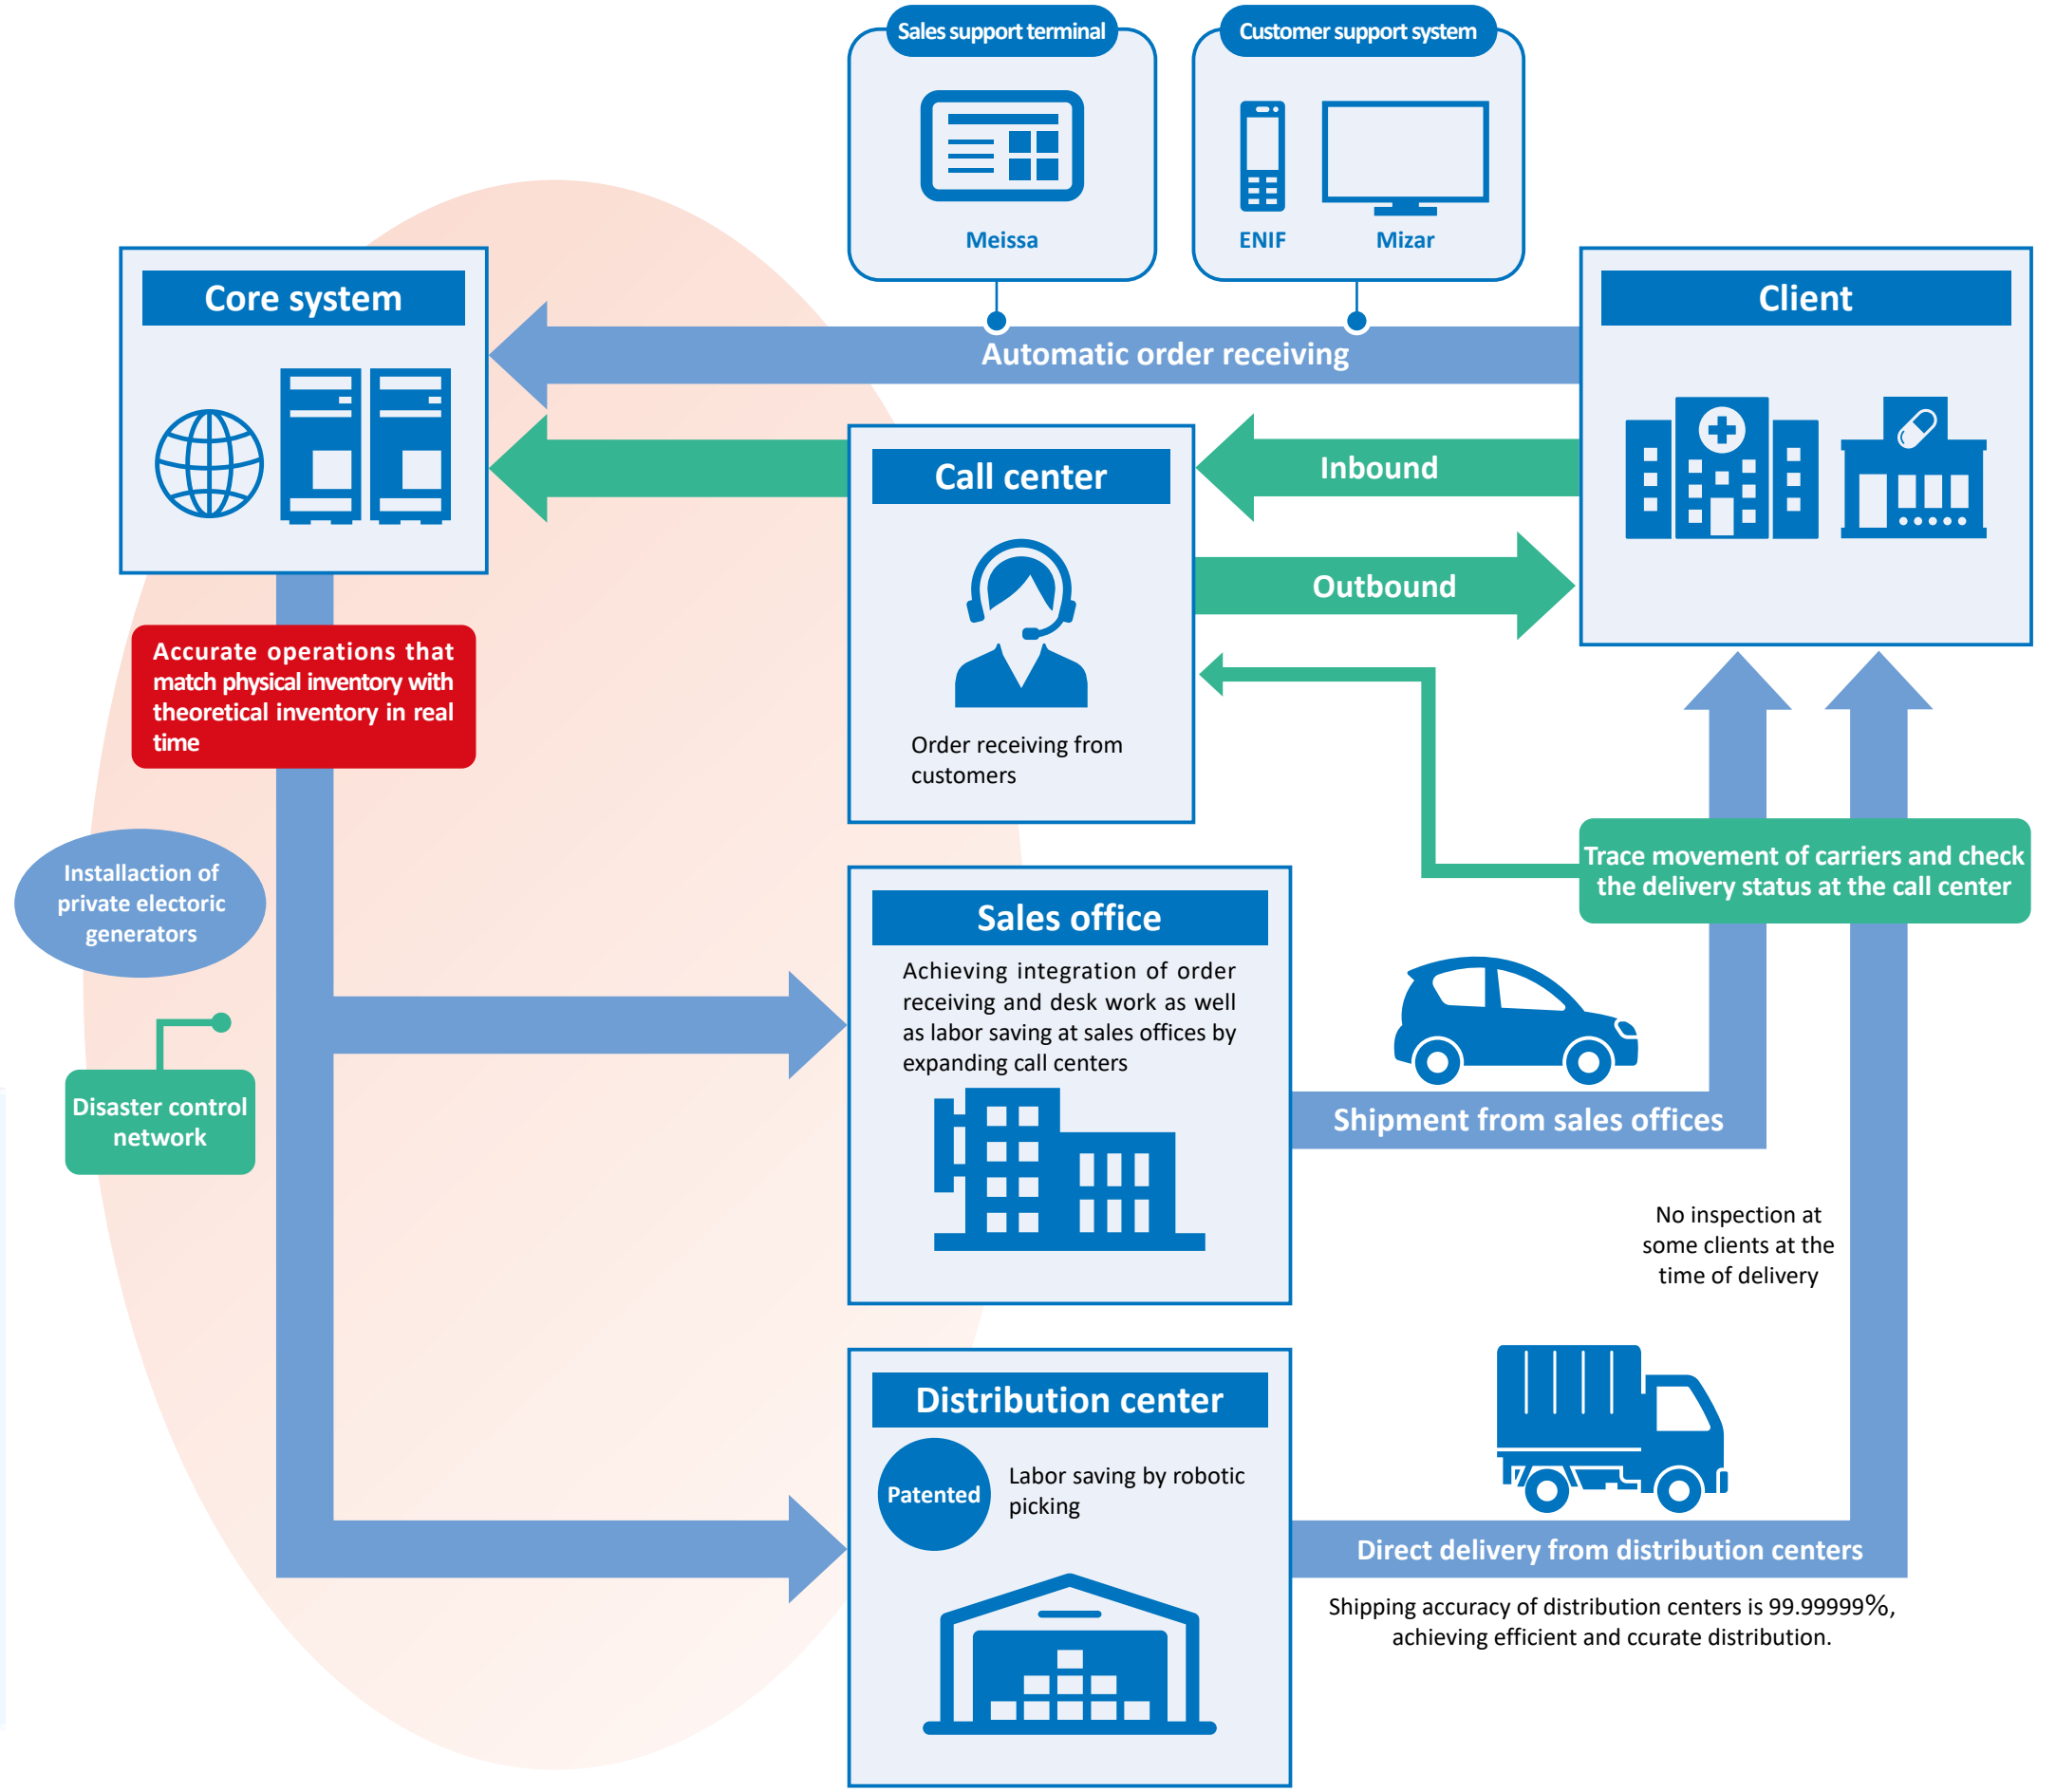 Sales support terminal
Customer support system
Meissa
ENIF
Mizar
Core system
Client
Automatic order receiving
Call center
Inbound
Outbound
Order receiving from
customers
Accurate operations that
match physical inventory with
theoretical inventory in real
time
Installaction of
private electoric
generators
Disaster control
network
Trace movement of carriers and check
the delivery status at the call center
Sales office
Achieving integration of order
receiving and desk work as well
as labor saving at sales offices by
expanding call centers
Shipment from sales offices
No inspection at
some clients at the
time of delivery
Distribution center
Patented
Labor saving by robotic
picking
Direct delivery from distribution centers
Shipping accuracy of distribution centers is 99.99999%,
achieving efficient and ccurate distribution.